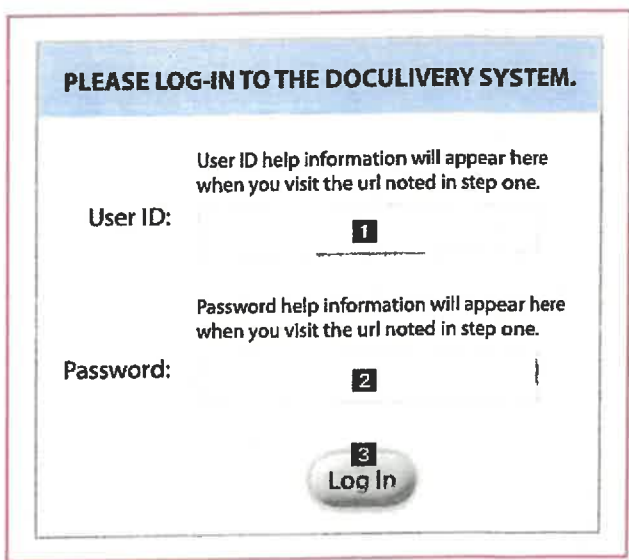 PLEASE LOG-IN TO THE DOCULIVERY SYSTEM.
User ID help information will appear here
when you visit the url noted in step one.
User ID:
1
Password help information will appear here
when you visit the url noted in step one.
Password:
2
3
Log In